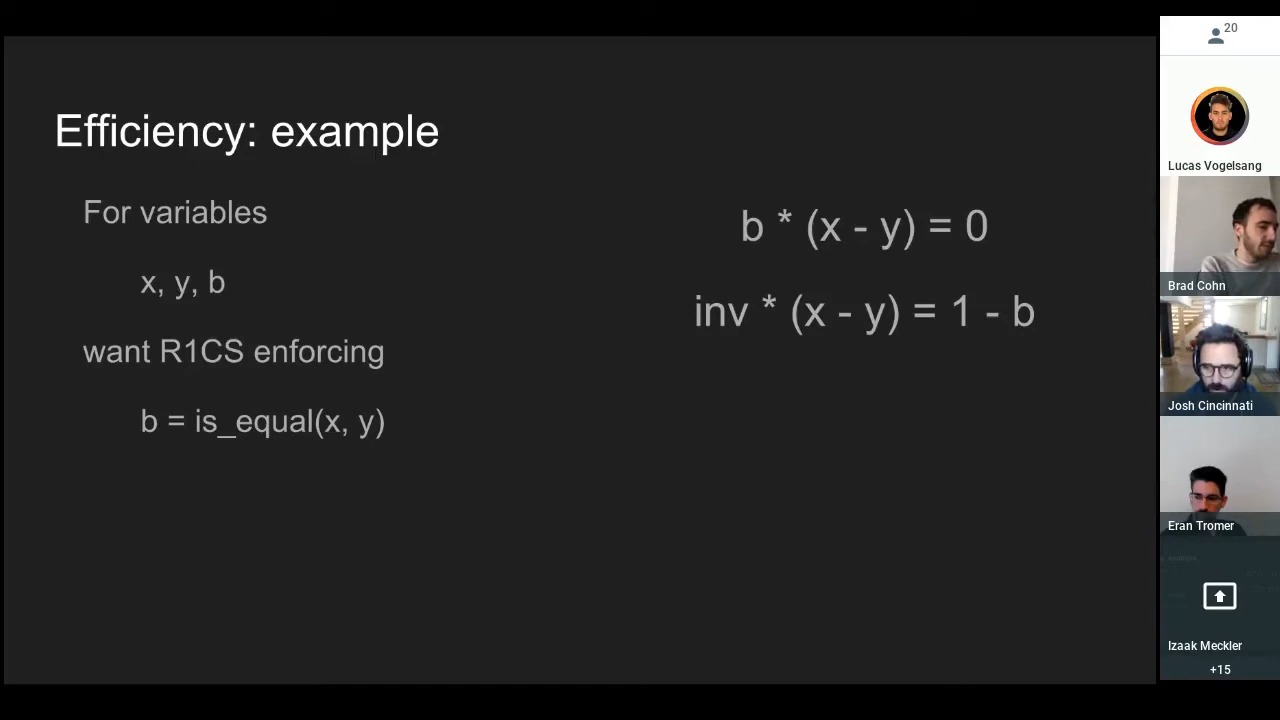 Efficiency: example
For variables
x, y, b
want R1CS enforcing
b = is_equal(x, y)
b * (x - y) = 0
inv * (x - y) = 1 - b
20
Lucas Vogelsang
Brad Cohn
Josh Cincinnati
Eran Tromer
Izaak Meckler
+15